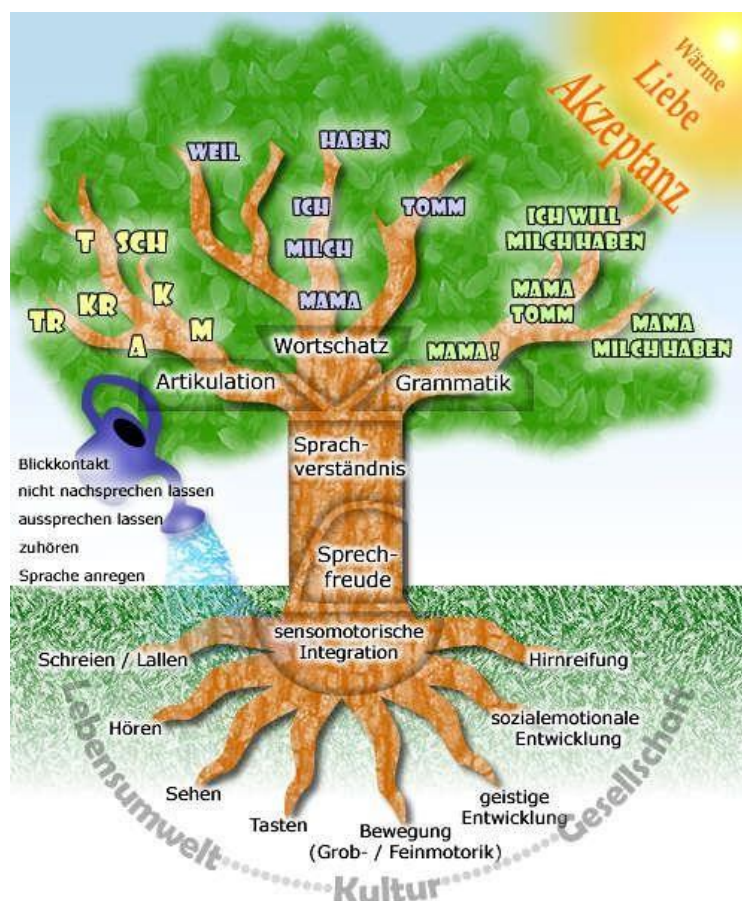 Wärme
Liebe
Akzeptanz
WEIL
HABEN
ICH
TOMM
MILCH
MAMA
ICH WILL
MILCH HABEN
T
SCH
K
KR
TR
A
M
MAMA
TOMM
MAMA
MILCH HABEN
MAMA !
Wortschatz
Artikulation
Grammatik
Sprach-
verständnis
Blickkontakt
nicht nachsprechen lassen
aussprechen lassen
zuhören
Sprache anregen
Sprech-
freude
sensomotorische
Integration
Schreien / Lallen
Hirnreifung
Hören
sozialemotionale
Entwicklung
Sehen
geistige
Entwicklung
Tasten
Bewegung
(Grob- / Feinmotorik)
Lebensumwelt
Kultur
Gesellschaft